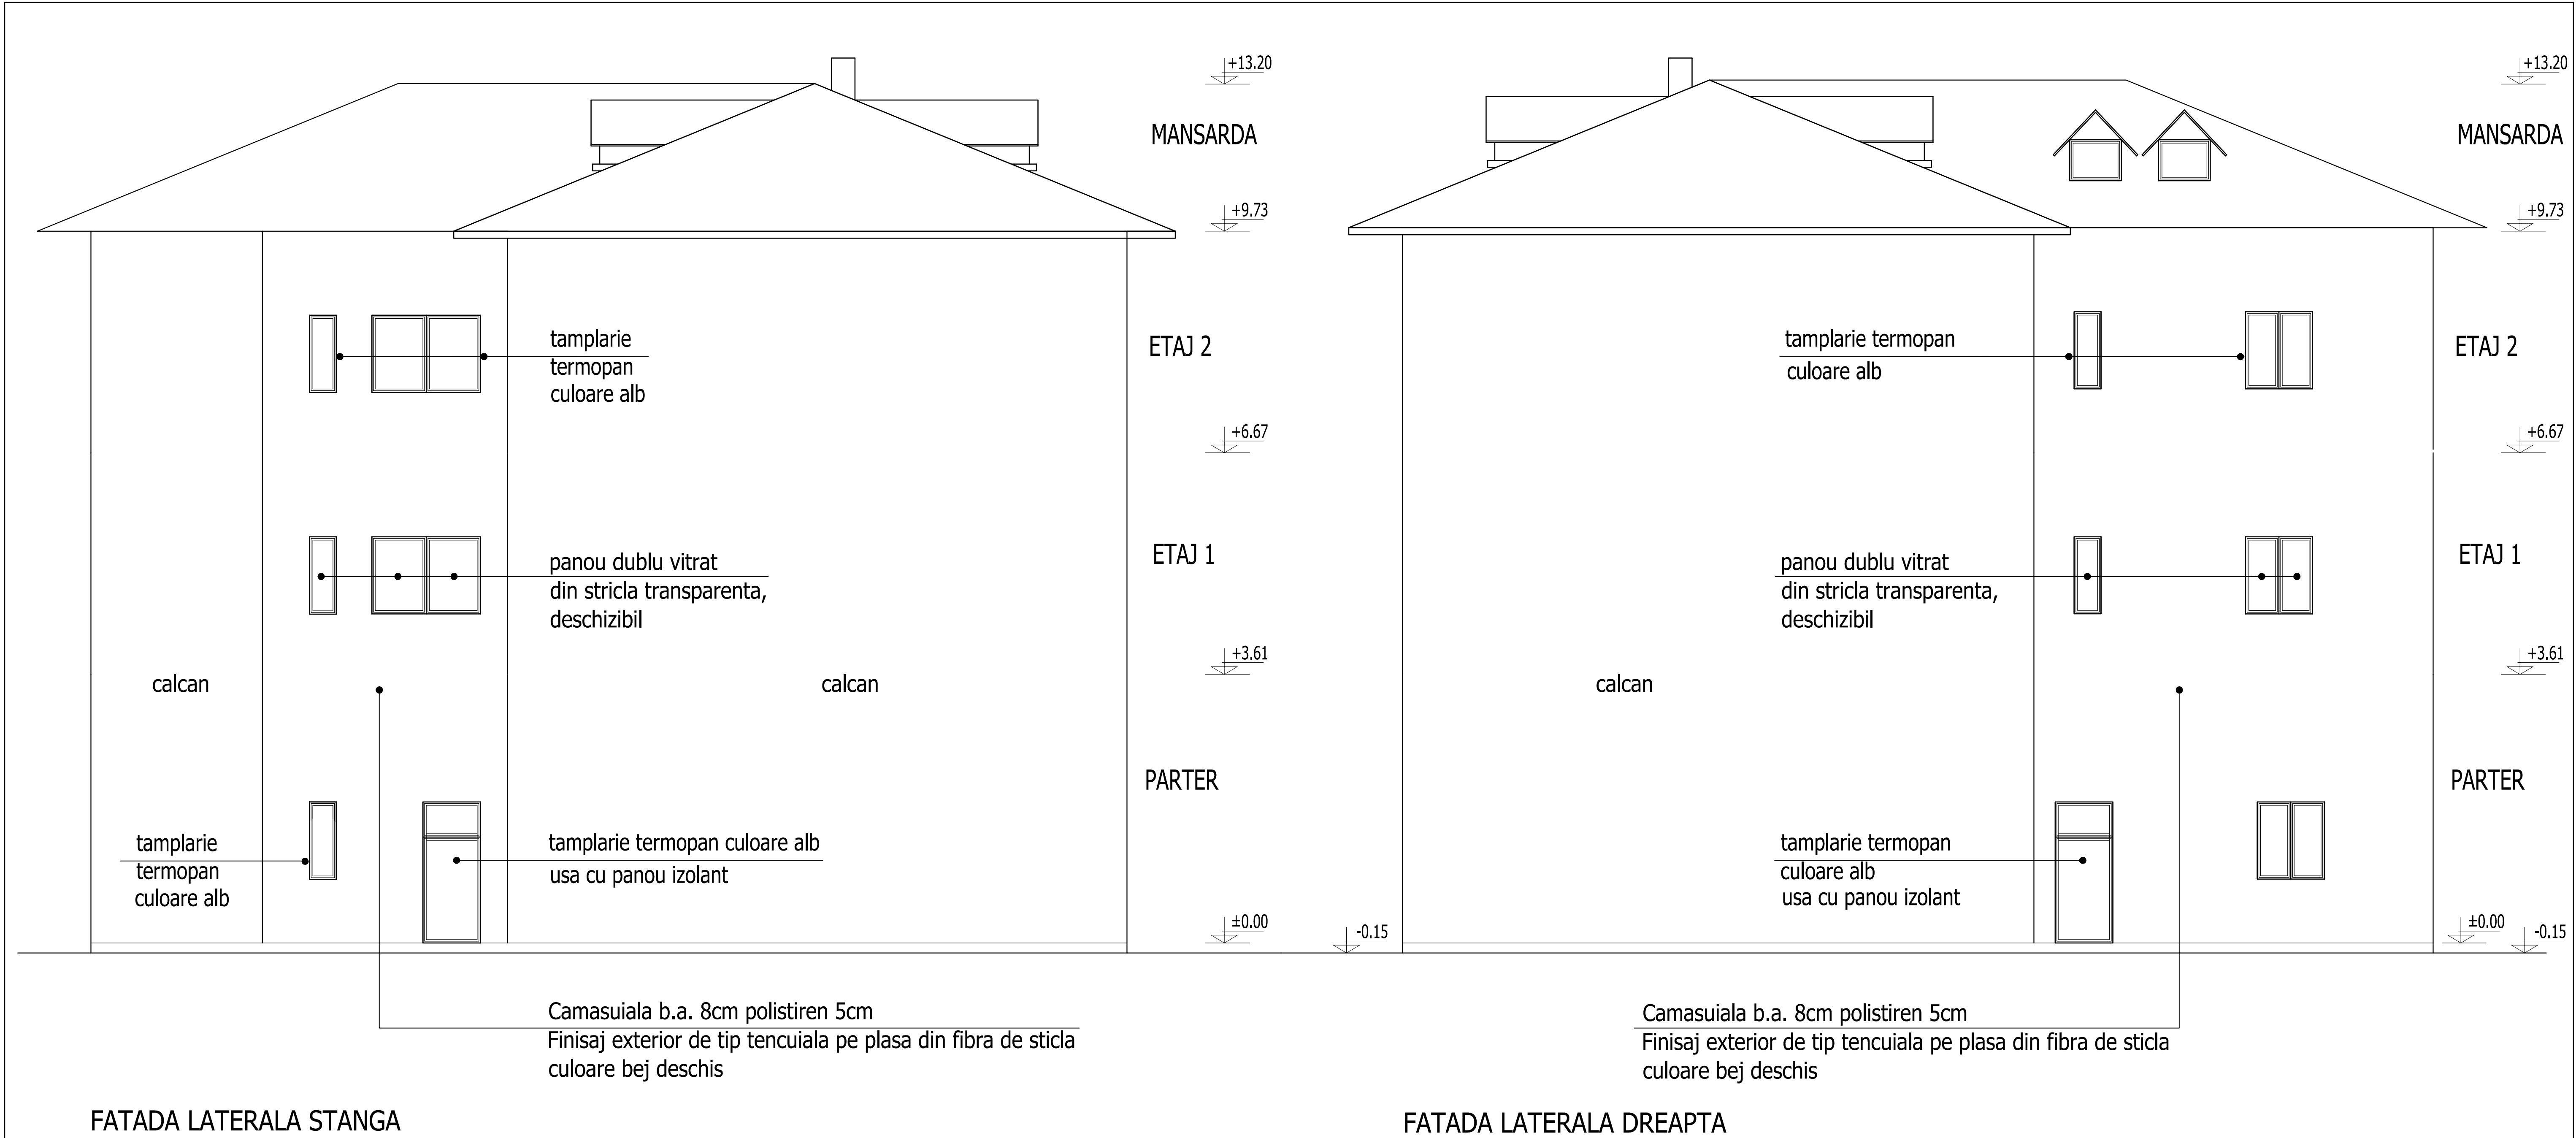 +13.20
MANSARDA
+9.73
tamplarie
termopan
culoare alb
ETAJ 2
+6.67
panou dublu vitrat
din stricla transparenta,
deschizibil
ETAJ 1
+3.61
calcan
calcan
PARTER
tamplarie
termopan
culoare alb
tamplarie termopan culoare alb
usa cu panou izolant
±0.00
-0.15
Camasuiala b.a. 8cm polistiren 5cm
Finisaj exterior de tip tencuiala pe plasa din fibra de sticla
culoare bej deschis
FATADA LATERALA STANGA
+13.20
MANSARDA
+9.73
tamplarie termopan
culoare alb
ETAJ 2
+6.67
panou dublu vitrat
din stricla transparenta,
deschizibil
ETAJ 1
+3.61
calcan
PARTER
tamplarie termopan
culoare alb
usa cu panou izolant
±0.00
-0.15
Camasuiala b.a. 8cm polistiren 5cm
Finisaj exterior de tip tencuiala pe plasa din fibra de sticla
culoare bej deschis
FATADA LATERALA DREAPTA